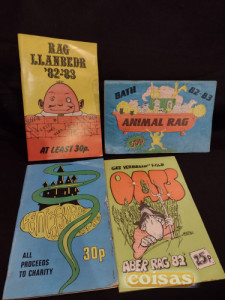 RAG
LLANBEDR
'82-'83
AT LEAST 30p.
BATH 82-83
ANIMAL RAG
ALL
PROCEEDS
TO CHARITY
30p
ABER RAG 82
25p
coisas